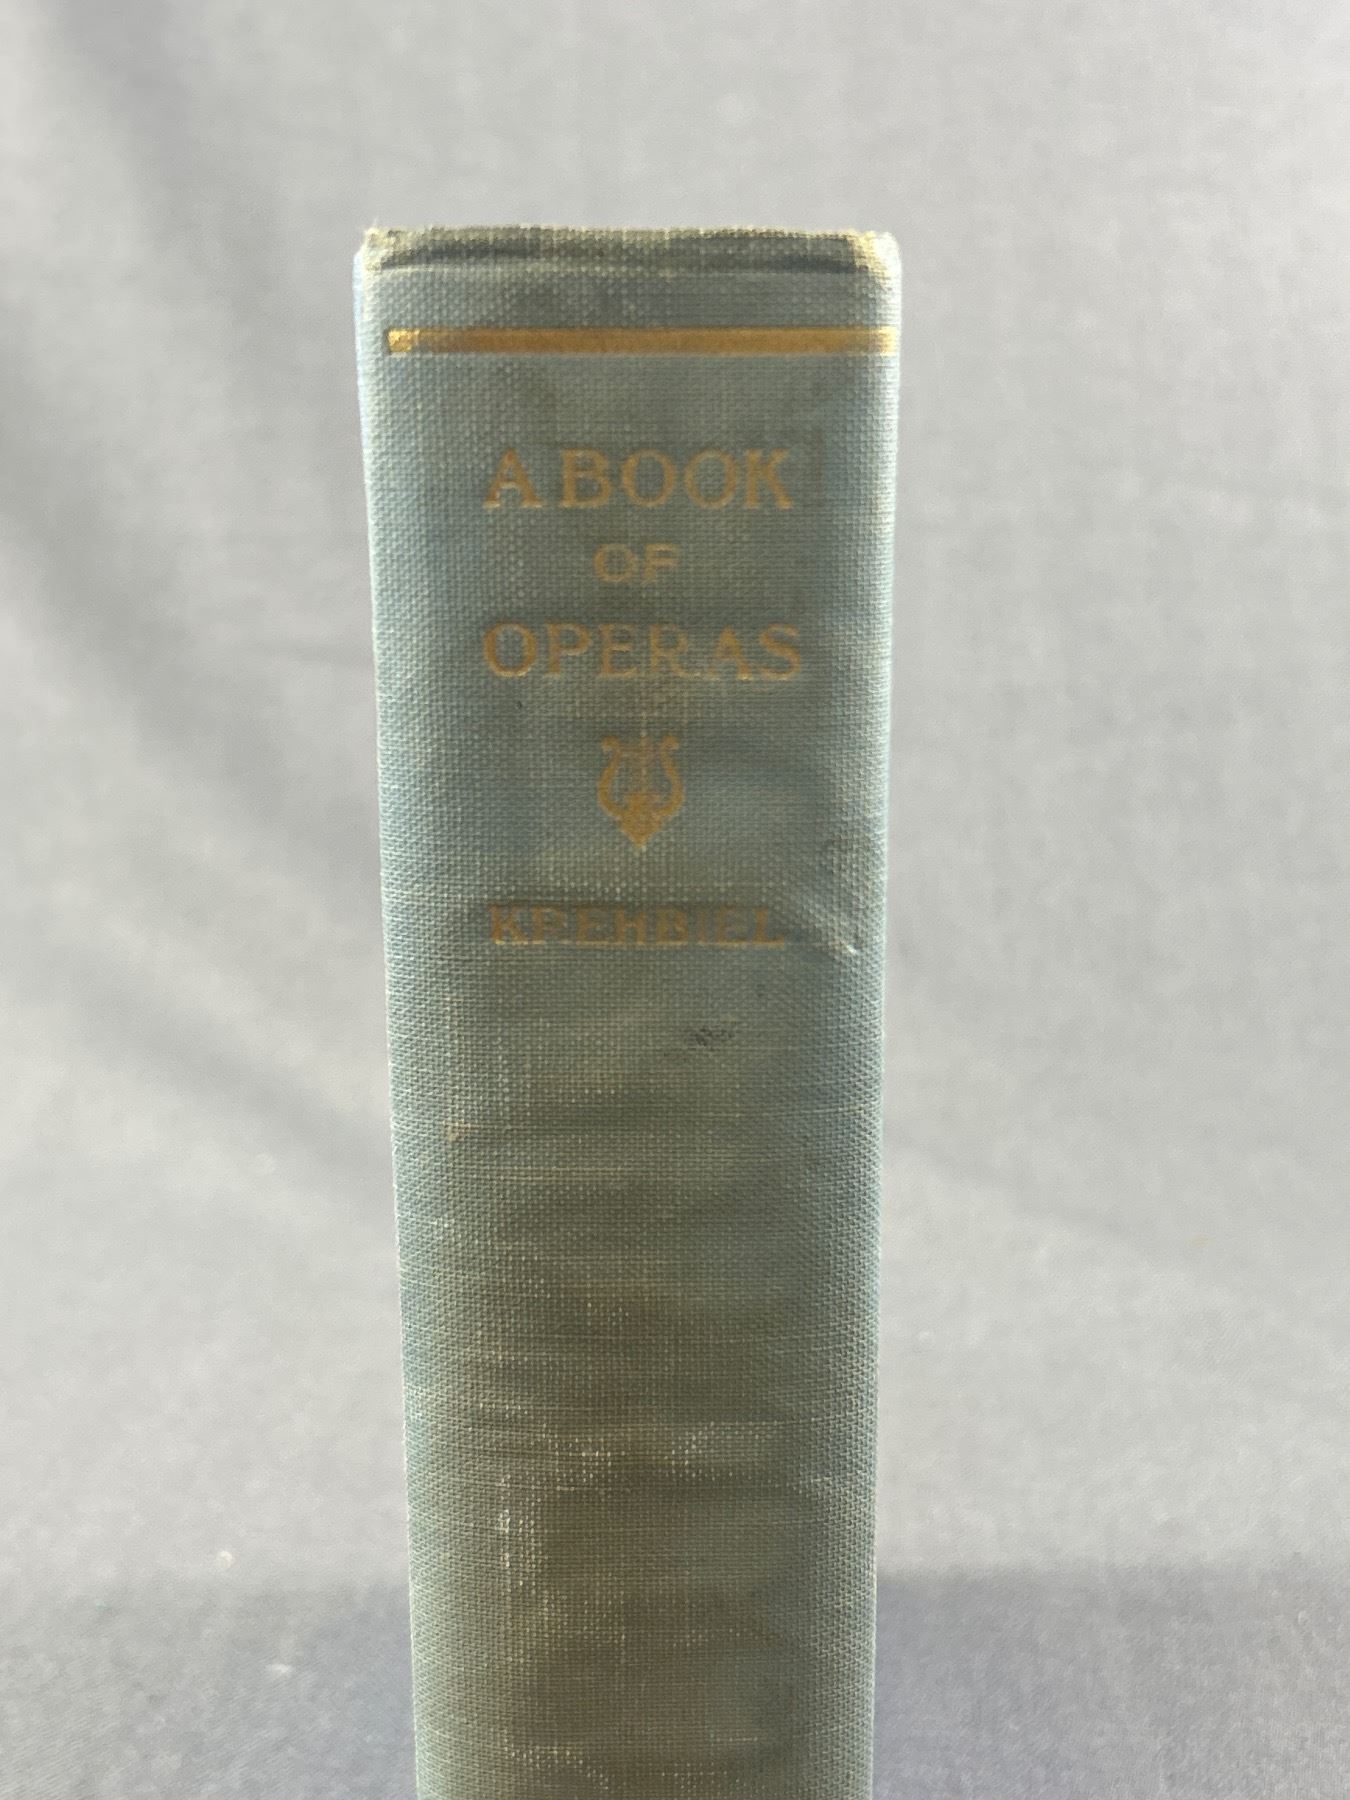 A BOOK
OF
OPERAS
KREHBIEL